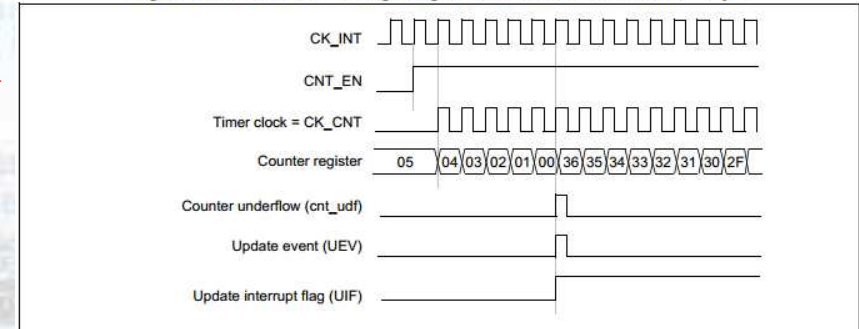 CK_INT
CNT_EN
Timer clock = CK_CNT
Counter register 05 04 03 02 01 00 36 35 34 33 32 31 30 2F
Counter underflow (cnt_udf)
Update event (UEV)
Update interrupt flag (UIF)